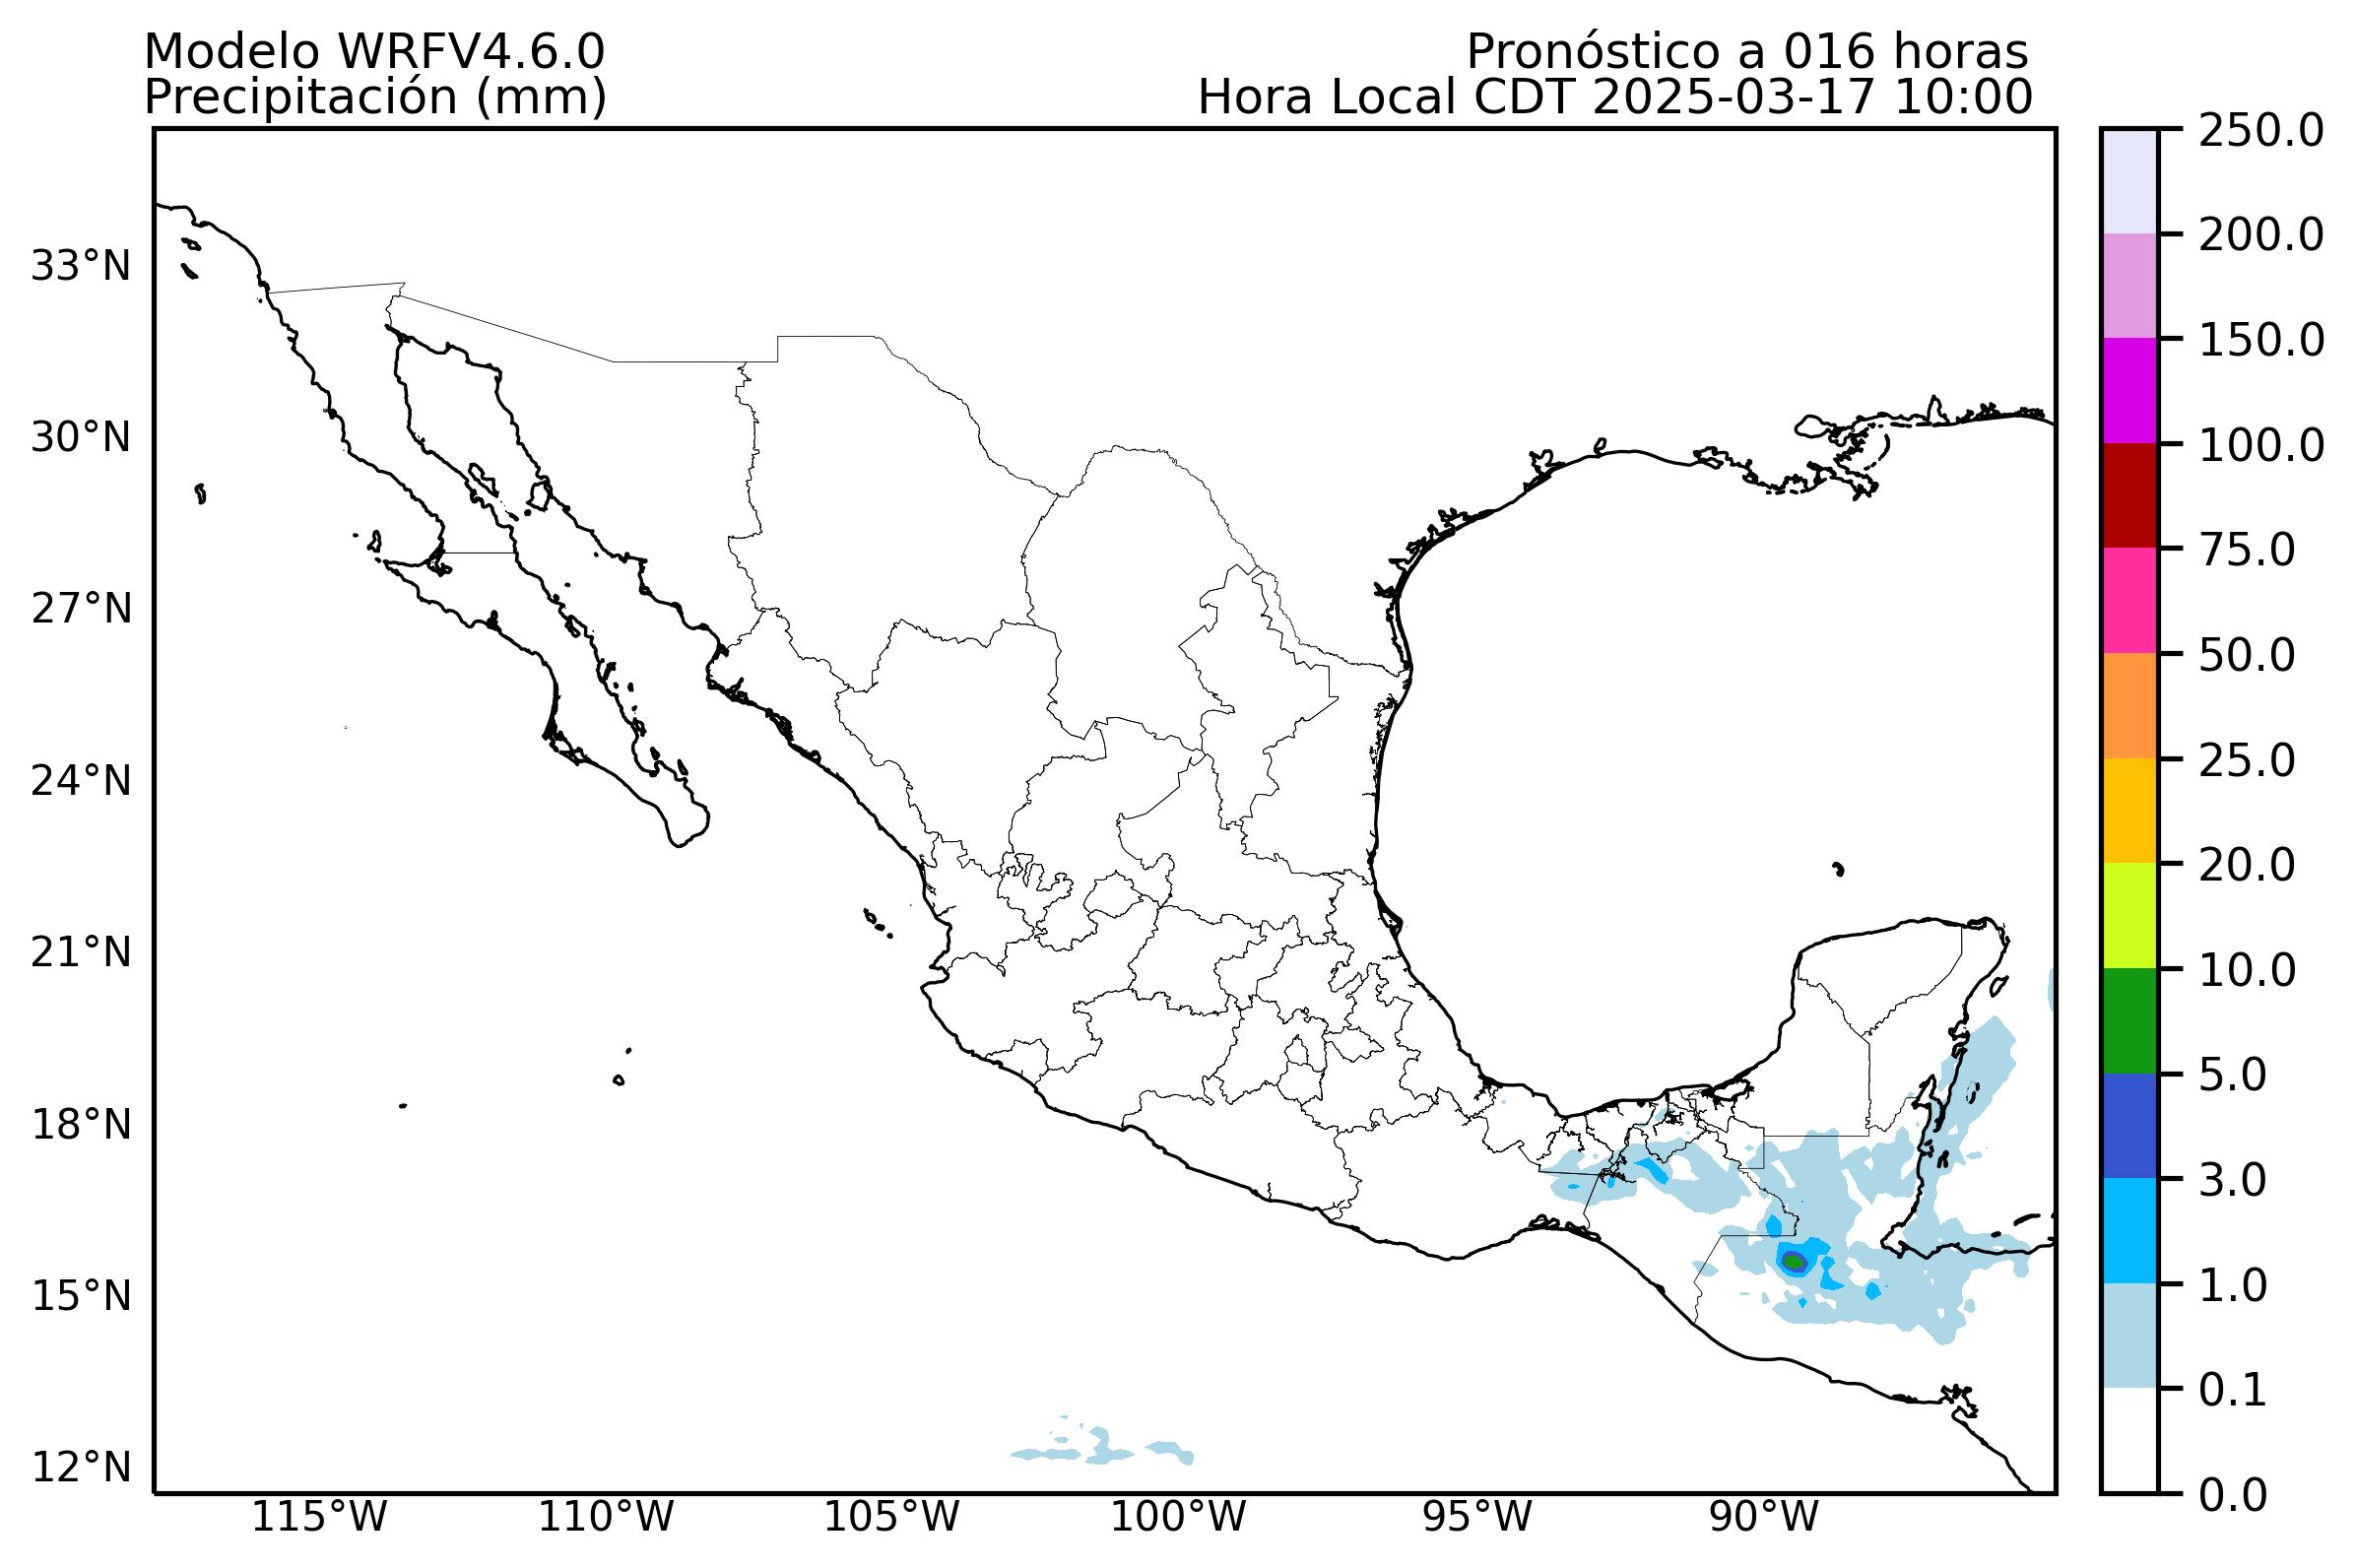 Modelo WRFV4.6.0
Pronóstico a 016 horas
Precipitación (mm)
Hora Local CDT 2025-03-17 10:00
33°N
30°N
27°N
24°N
21°N
18°N
15°N
12°N
115°W
110°W
105°W
100°W
95°W
90°W
250.0
200.0
150.0
100.0
75.0
50.0
25.0
20.0
10.0
5.0
3.0
1.0
0.1
0.0